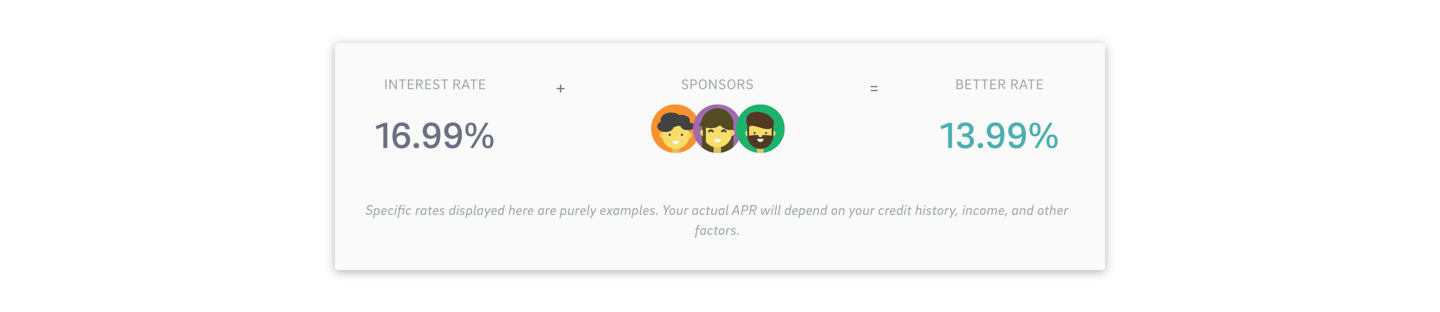 INTEREST RATE + SPONSORS = BETTER RATE
16.99% 13.99%
Specific rates displayed here are purely examples. Your actual APR will depend on your credit history, income, and other
factors.